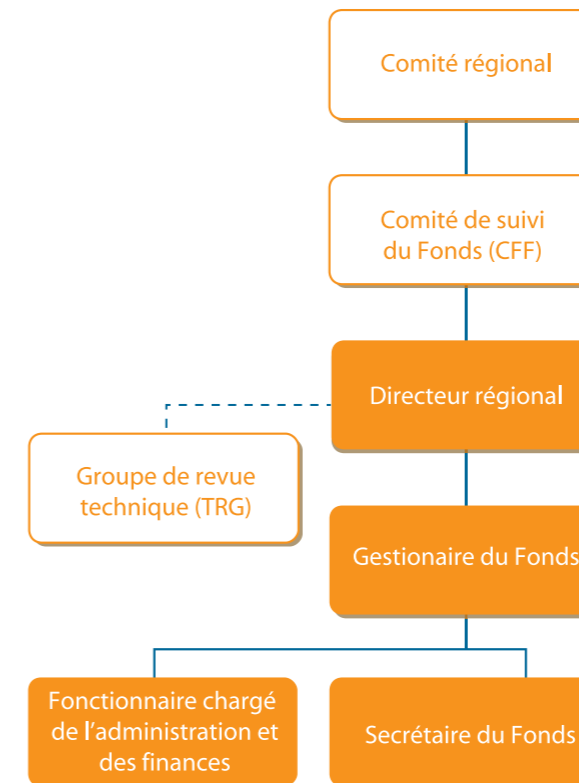 Comité régional
Comité de suivi
du Fonds (CFF)
Directeur régional
Groupe de revue
technique (TRG)
Gestionaire du Fonds
Fonctionnaire chargé
de l’administration et
des finances
Secrétaire du Fonds